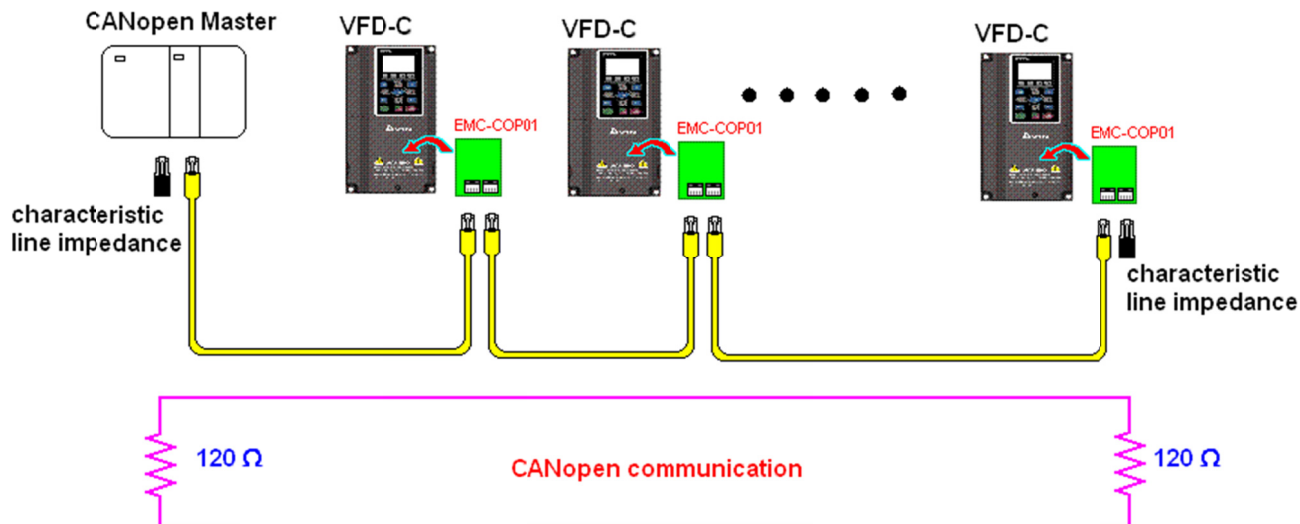 CANopen Master
VFD-C
VFD-C
VFD-C
EMC-COP01
EMC-COP01
EMC-COP01
characteristic
line impedance
characteristic
line impedance
120 Ω
CANopen communication
120 Ω